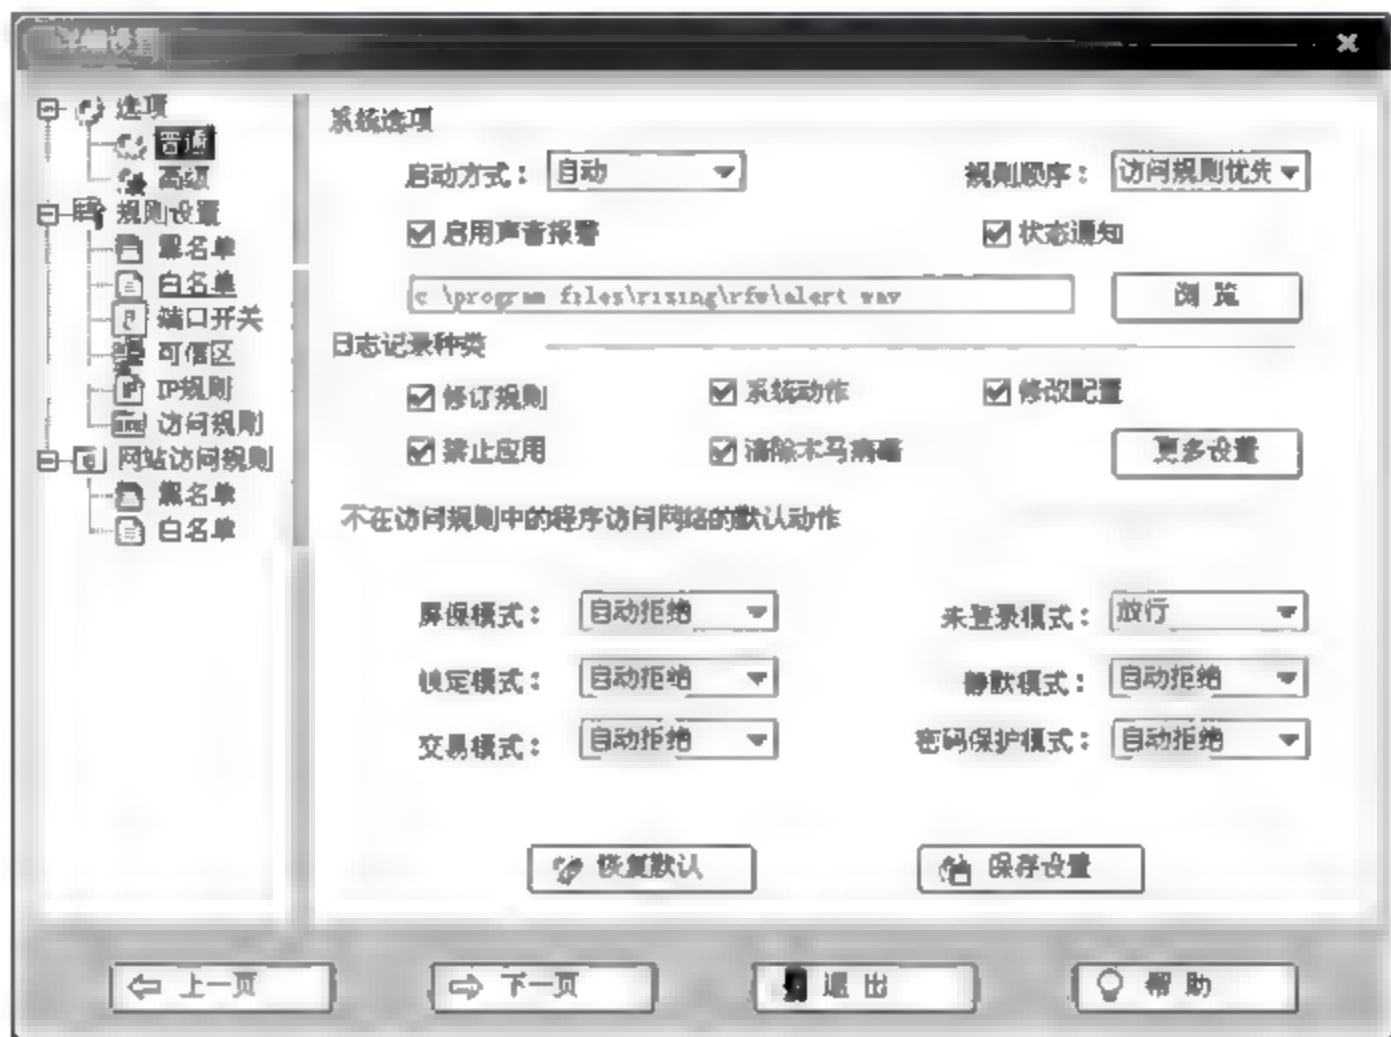 详细设置
选项
普通
高级
规则设置
黑名单
白名单
端口开关
可信区
IP规则
访问规则
网站访问规则
黑名单
白名单
系统选项
启动方式： 自动 规则顺序： 访问规则优先
启用声音报警 状态通知
c \program files\rising\rfw\alert wav 浏览
日志记录种类
修订规则 系统动作 修改配置
禁止应用 清除木马病毒 更多设置
不在访问规则中的程序访问网络的默认动作
屏保模式： 自动拒绝 未登录模式： 放行
锁定模式： 自动拒绝 静默模式： 自动拒绝
交易模式： 自动拒绝 密码保护模式： 自动拒绝
恢复默认 保存设置
上一页 下一页 退出 帮助